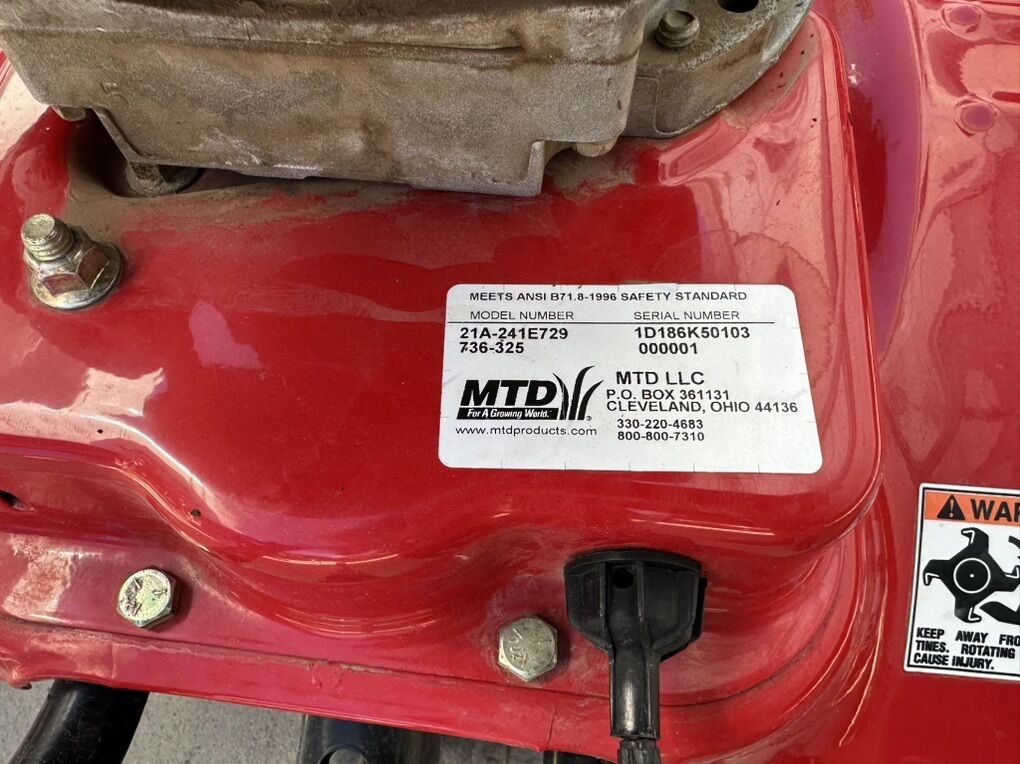 MEETS ANSI B71.8-1996 SAFETY STANDARD
MODEL NUMBER SERIAL NUMBER
21A-241E729 1D186K50103
736-325 000001
MTD
For A Growing World.™
®
www.mtdproducts.com
MTD LLC
P.O. BOX 361131
CLEVELAND, OHIO 44136
330-220-4683
800-800-7310
WAR
KEEP AWAY FRO
TINES. ROTATING
CAUSE INJURY.